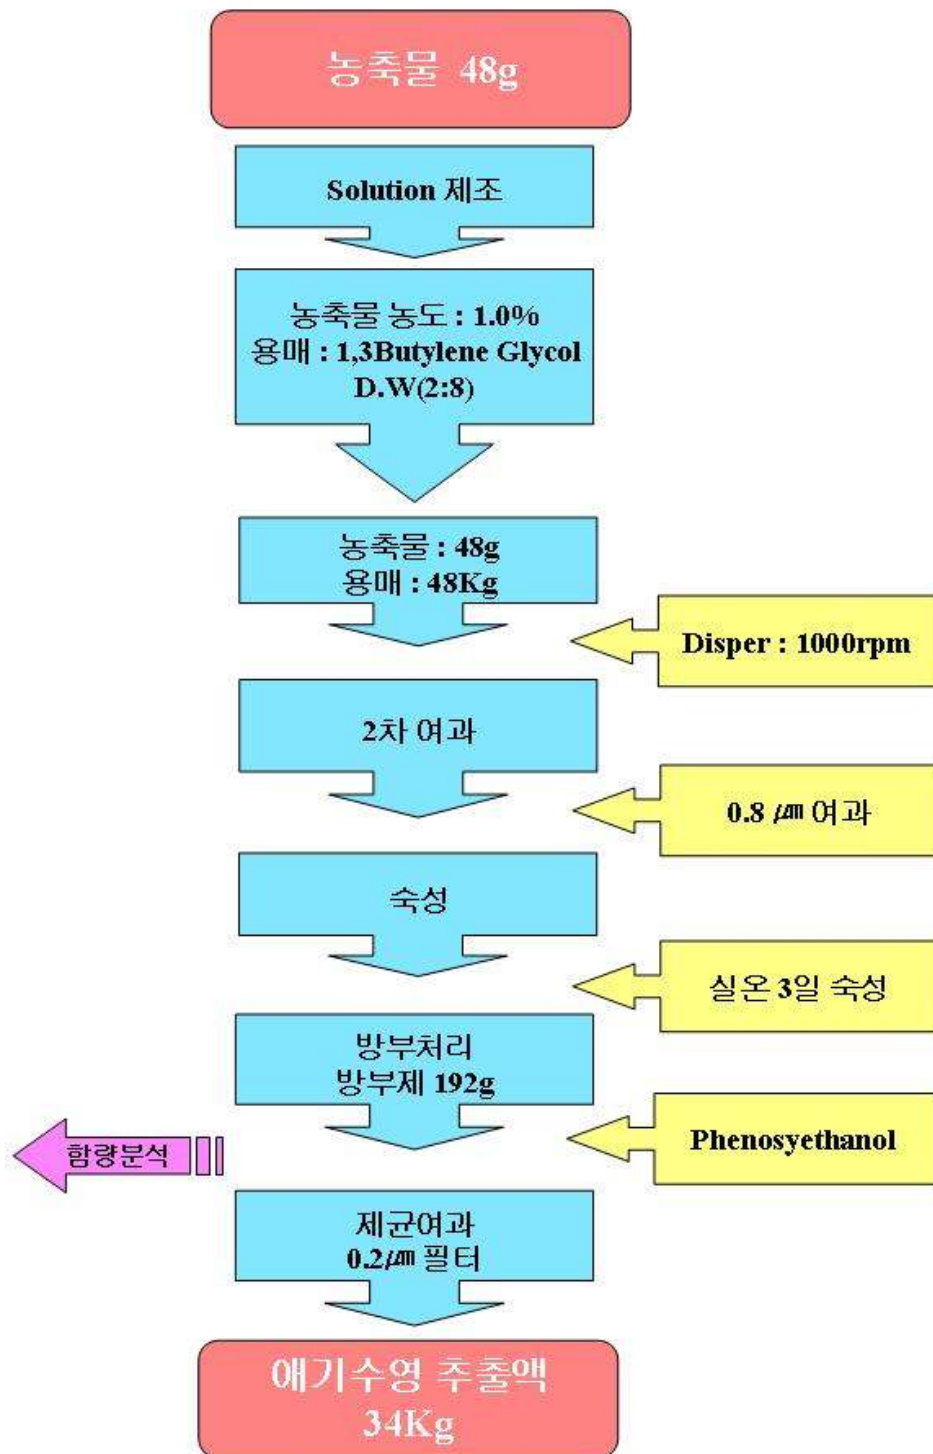 농축물 48g
Solution 제조
농축물 농도 : 1.0%
용매 : 1,3Butylene Glycol
D.W(2:8)
농축물 : 48g
용매 : 48Kg
Disper : 1000rpm
2차 여과
0.8 ㎛ 여과
숙성
실온 3일 숙성
방부처리
방부제 192g
Phenosyethanol
함량분석
제균여과
0.2㎛ 필터
애기수영 추출액
34Kg